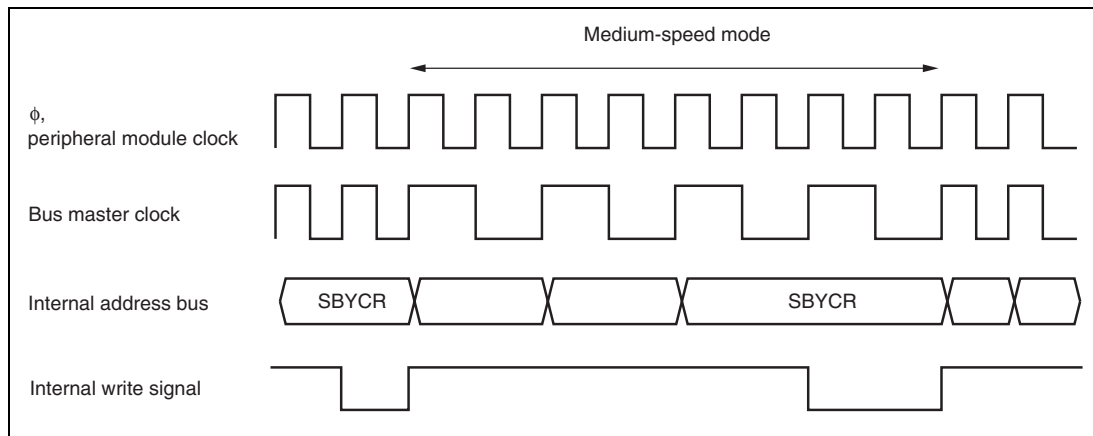 Medium-speed mode
ϕ,
peripheral module clock
Bus master clock
Internal address bus
SBYCR
SBYCR
Internal write signal